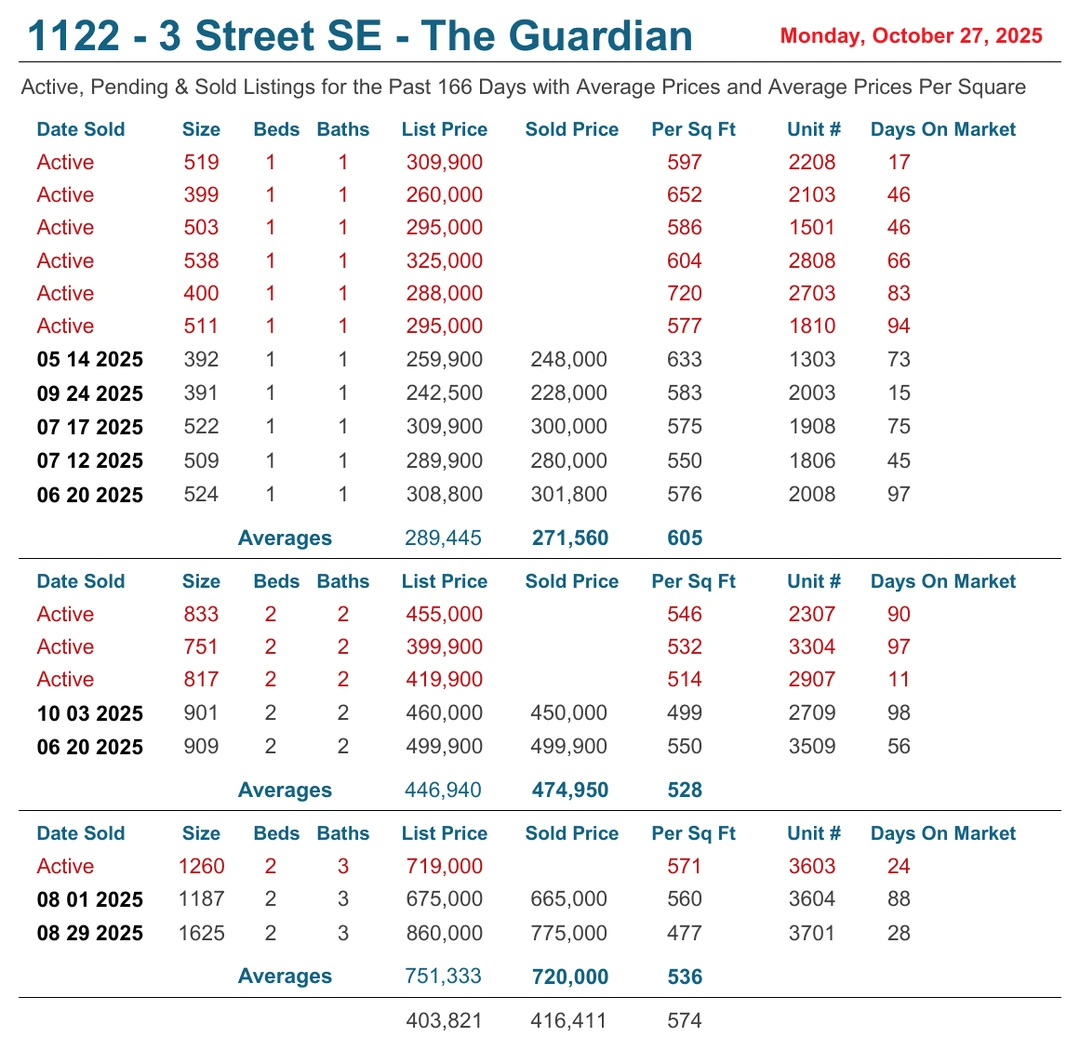 1122 - 3 Street SE - The Guardian Monday, October 27, 2025
Active, Pending & Sold Listings for the Past 166 Days with Average Prices and Average Prices Per Square
Date Sold Size Beds Baths List Price Sold Price Per Sq Ft Unit # Days On Market
Active 519 1 1 309,900 597 2208 17
Active 399 1 1 260,000 652 2103 46
Active 503 1 1 295,000 586 1501 46
Active 538 1 1 325,000 604 2808 66
Active 400 1 1 288,000 720 2703 83
Active 511 1 1 295,000 577 1810 94
05 14 2025 392 1 1 259,900 248,000 633 1303 73
09 24 2025 391 1 1 242,500 228,000 583 2003 15
07 17 2025 522 1 1 309,900 300,000 575 1908 75
07 12 2025 509 1 1 289,900 280,000 550 1806 45
06 20 2025 524 1 1 308,800 301,800 576 2008 97
Averages 289,445 271,560 605
Date Sold Size Beds Baths List Price Sold Price Per Sq Ft Unit # Days On Market
Active 833 2 2 455,000 546 2307 90
Active 751 2 2 399,900 532 3304 97
Active 817 2 2 419,900 514 2907 11
10 03 2025 901 2 2 460,000 450,000 499 2709 98
06 20 2025 909 2 2 499,900 499,900 550 3509 56
Averages 446,940 474,950 528
Date Sold Size Beds Baths List Price Sold Price Per Sq Ft Unit # Days On Market
Active 1260 2 3 719,000 571 3603 24
08 01 2025 1187 2 3 675,000 665,000 560 3604 88
08 29 2025 1625 2 3 860,000 775,000 477 3701 28
Averages 751,333 720,000 536
403,821 416,411 574